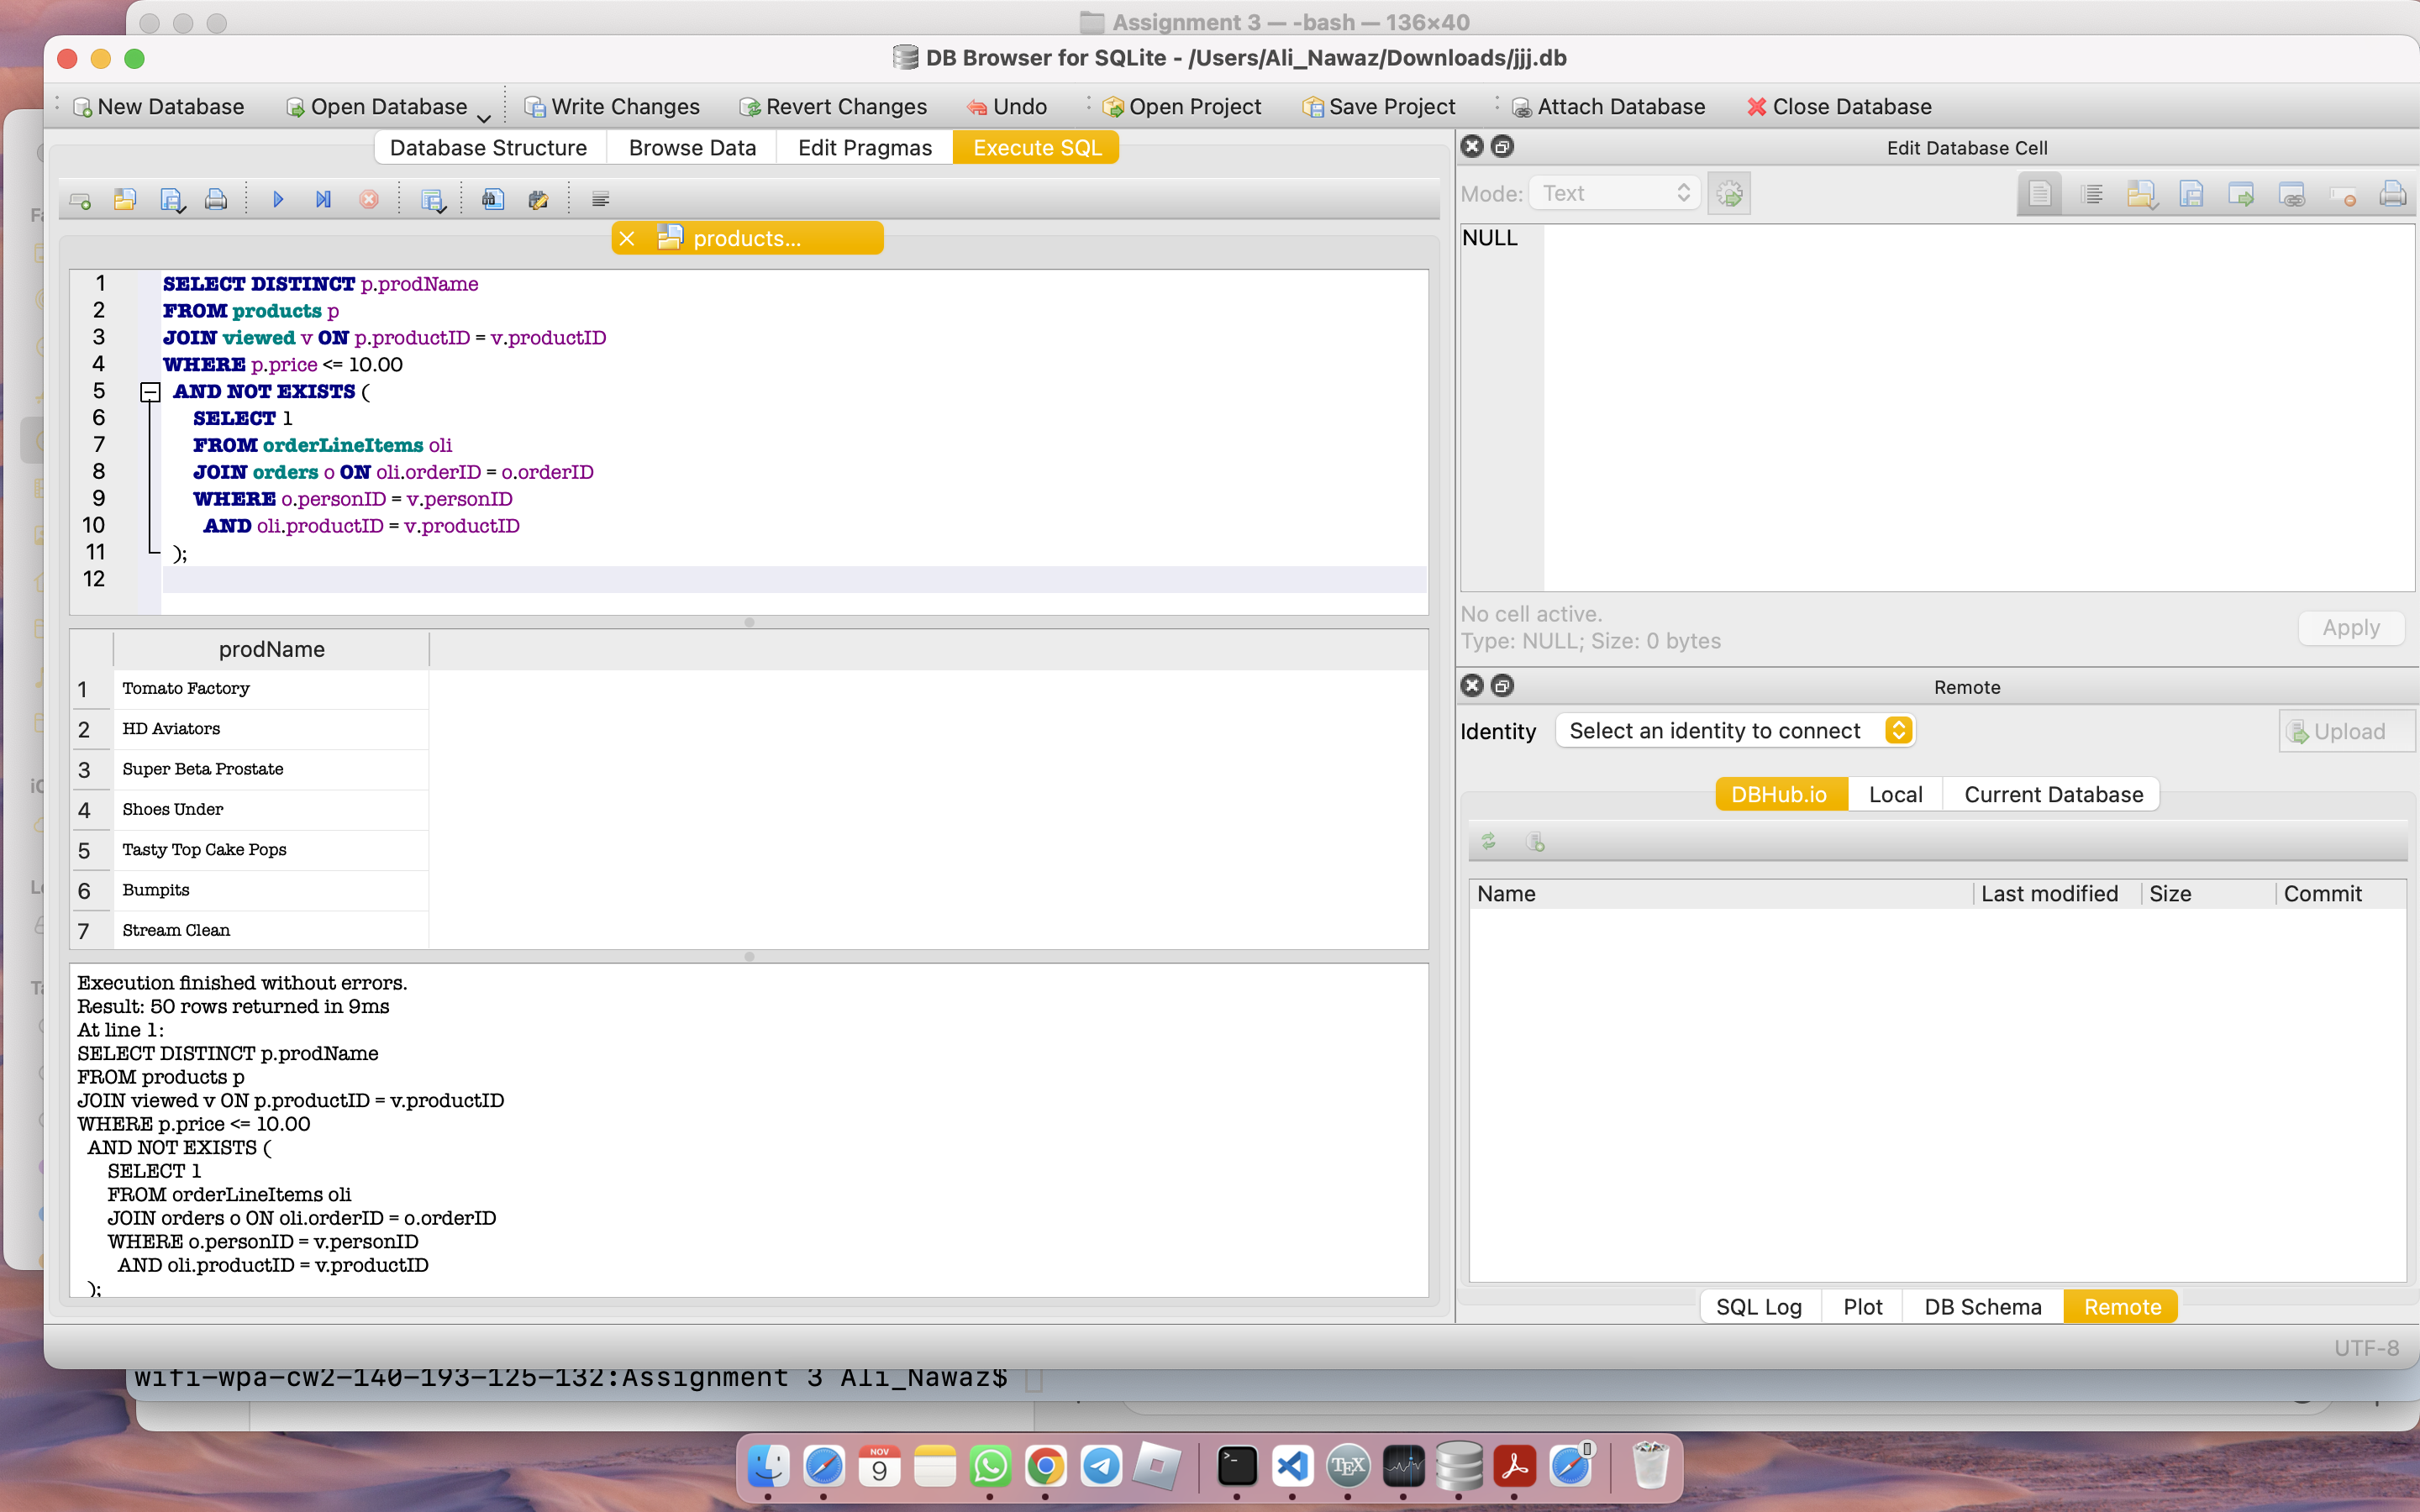 Assignment 3 — -bash — 136×40
DB Browser for SQLite - /Users/Ali_Nawaz/Downloads/jjj.db
New Database Open Database Write Changes Revert Changes Undo Open Project Save Project Attach Database Close Database
Database Structure Browse Data Edit Pragmas Execute SQL
products...
1 SELECT DISTINCT p.prodName
2 FROM products p
3 JOIN viewed v ON p.productID = v.productID
4 WHERE p.price <= 10.00
5 AND NOT EXISTS (
6 SELECT 1
7 FROM orderLineItems oli
8 JOIN orders o ON oli.orderID = o.orderID
9 WHERE o.personID = v.personID
10 AND oli.productID = v.productID
11 );
12
prodName
1 Tomato Factory
2 HD Aviators
3 Super Beta Prostate
4 Shoes Under
5 Tasty Top Cake Pops
6 Bumpits
7 Stream Clean
Execution finished without errors.
Result: 50 rows returned in 9ms
At line 1:
SELECT DISTINCT p.prodName
FROM products p
JOIN viewed v ON p.productID = v.productID
WHERE p.price <= 10.00
AND NOT EXISTS (
SELECT 1
FROM orderLineItems oli
JOIN orders o ON oli.orderID = o.orderID
WHERE o.personID = v.personID
AND oli.productID = v.productID
);
Edit Database Cell
Mode: Text
NULL
No cell active.
Type: NULL; Size: 0 bytes
Apply
Remote
Identity Select an identity to connect Upload
DBHub.io Local Current Database
Name Last modified Size Commit
SQL Log Plot DB Schema Remote
UTF-8
wifi-wpa-cw2-140-193-125-132:Assignment 3 Ali_Nawaz$
NOV
9
TEX